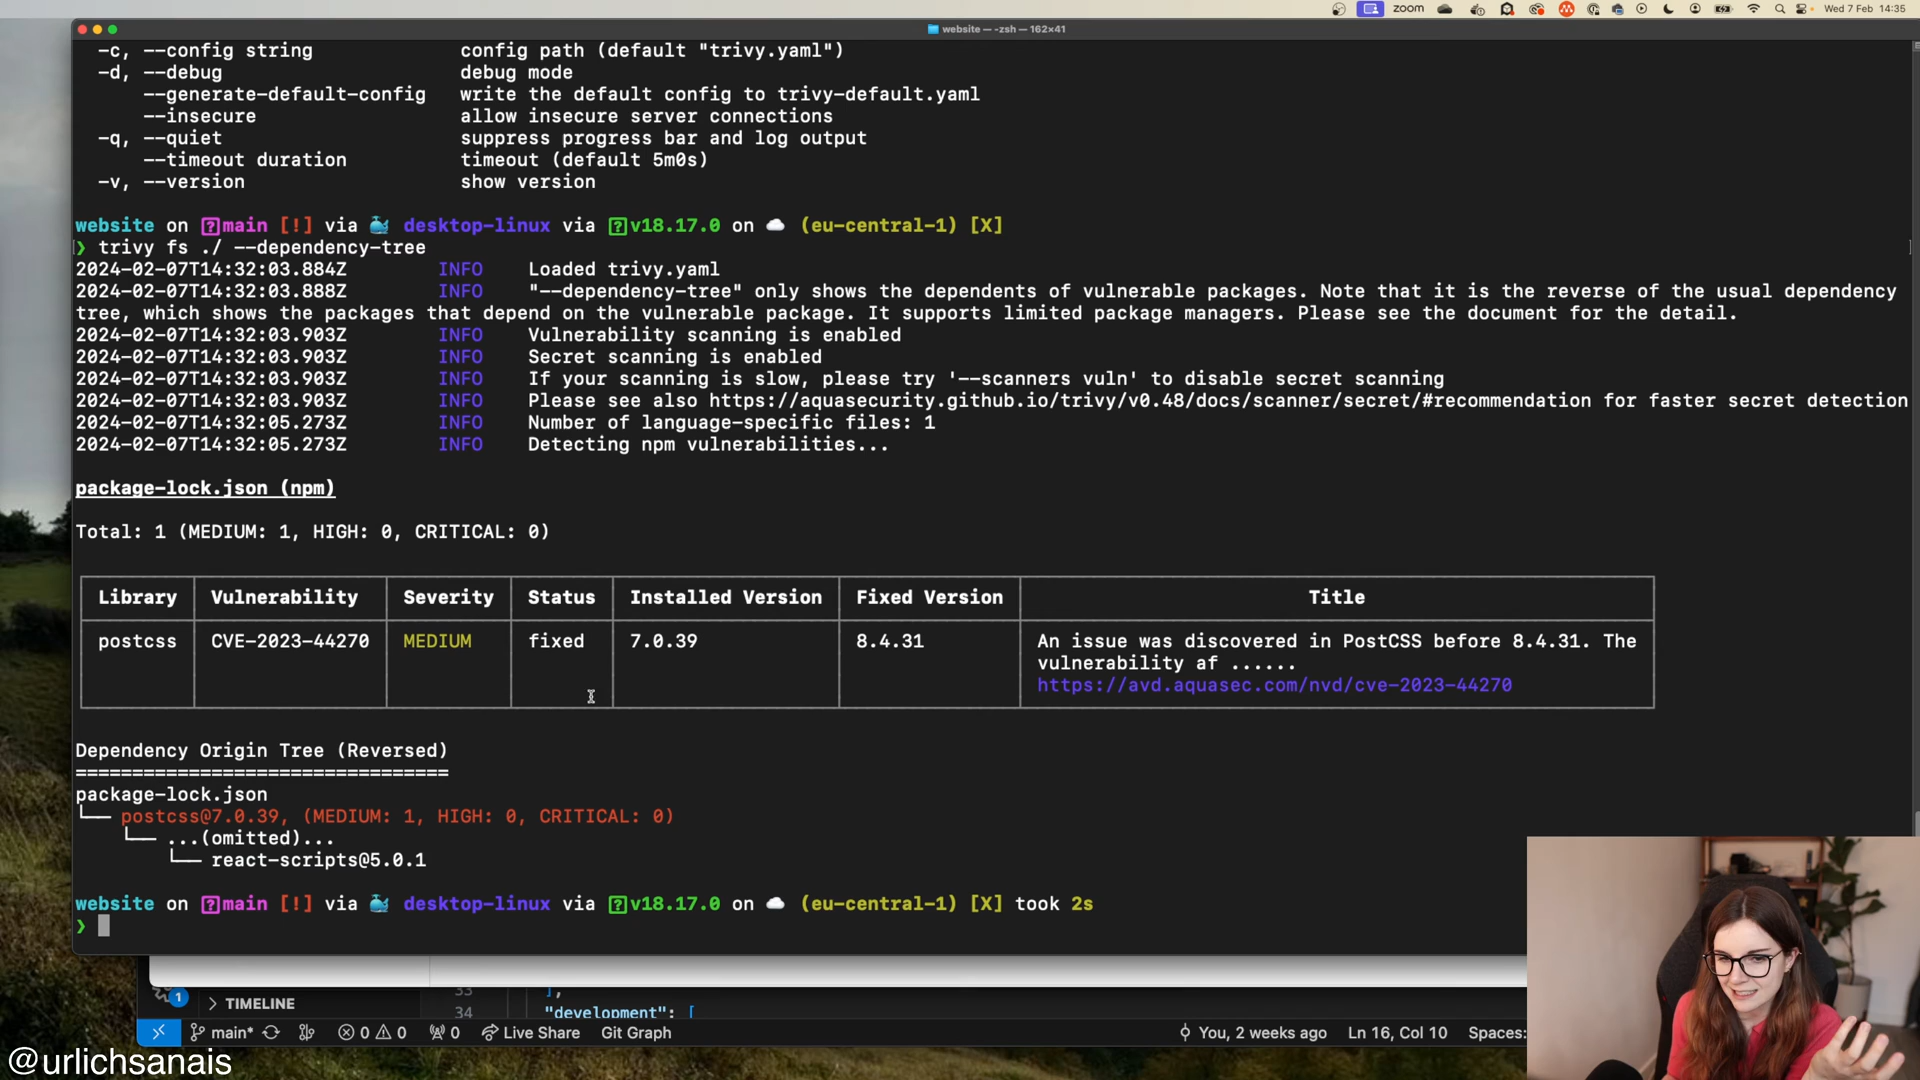 zoom
Wed 7 Feb 14:35
website — -zsh — 162×41
-c, --config string config path (default "trivy.yaml")
-d, --debug debug mode
--generate-default-config write the default config to trivy-default.yaml
--insecure allow insecure server connections
-q, --quiet suppress progress bar and log output
--timeout duration timeout (default 5m0s)
-v, --version show version
website on main [!] via desktop-linux via v18.17.0 on (eu-central-1) [X]
❯ trivy fs ./ --dependency-tree
2024-02-07T14:32:03.884Z INFO Loaded trivy.yaml
2024-02-07T14:32:03.888Z INFO "--dependency-tree" only shows the dependents of vulnerable packages. Note that it is the reverse of the usual dependency
tree, which shows the packages that depend on the vulnerable package. It supports limited package managers. Please see the document for the detail.
2024-02-07T14:32:03.903Z INFO Vulnerability scanning is enabled
2024-02-07T14:32:03.903Z INFO Secret scanning is enabled
2024-02-07T14:32:03.903Z INFO If your scanning is slow, please try '--scanners vuln' to disable secret scanning
2024-02-07T14:32:03.903Z INFO Please see also https://aquasecurity.github.io/trivy/v0.48/docs/scanner/secret/#recommendation for faster secret detection
2024-02-07T14:32:05.273Z INFO Number of language-specific files: 1
2024-02-07T14:32:05.273Z INFO Detecting npm vulnerabilities...
package-lock.json (npm)
Total: 1 (MEDIUM: 1, HIGH: 0, CRITICAL: 0)
Library Vulnerability Severity Status Installed Version Fixed Version Title
postcss CVE-2023-44270 MEDIUM fixed 7.0.39 8.4.31 An issue was discovered in PostCSS before 8.4.31. The
vulnerability af ......
https://avd.aquasec.com/nvd/cve-2023-44270
Dependency Origin Tree (Reversed)
=================================
package-lock.json
└── postcss@7.0.39, (MEDIUM: 1, HIGH: 0, CRITICAL: 0)
└── ...(omitted)...
└── react-scripts@5.0.1
website on main [!] via desktop-linux via v18.17.0 on (eu-central-1) [X] took 2s
❯
33 ],
1 TIMELINE
34 "development": [
main* 0 0 0 Live Share Git Graph You, 2 weeks ago Ln 16, Col 10 Spaces:
@urlichsanais